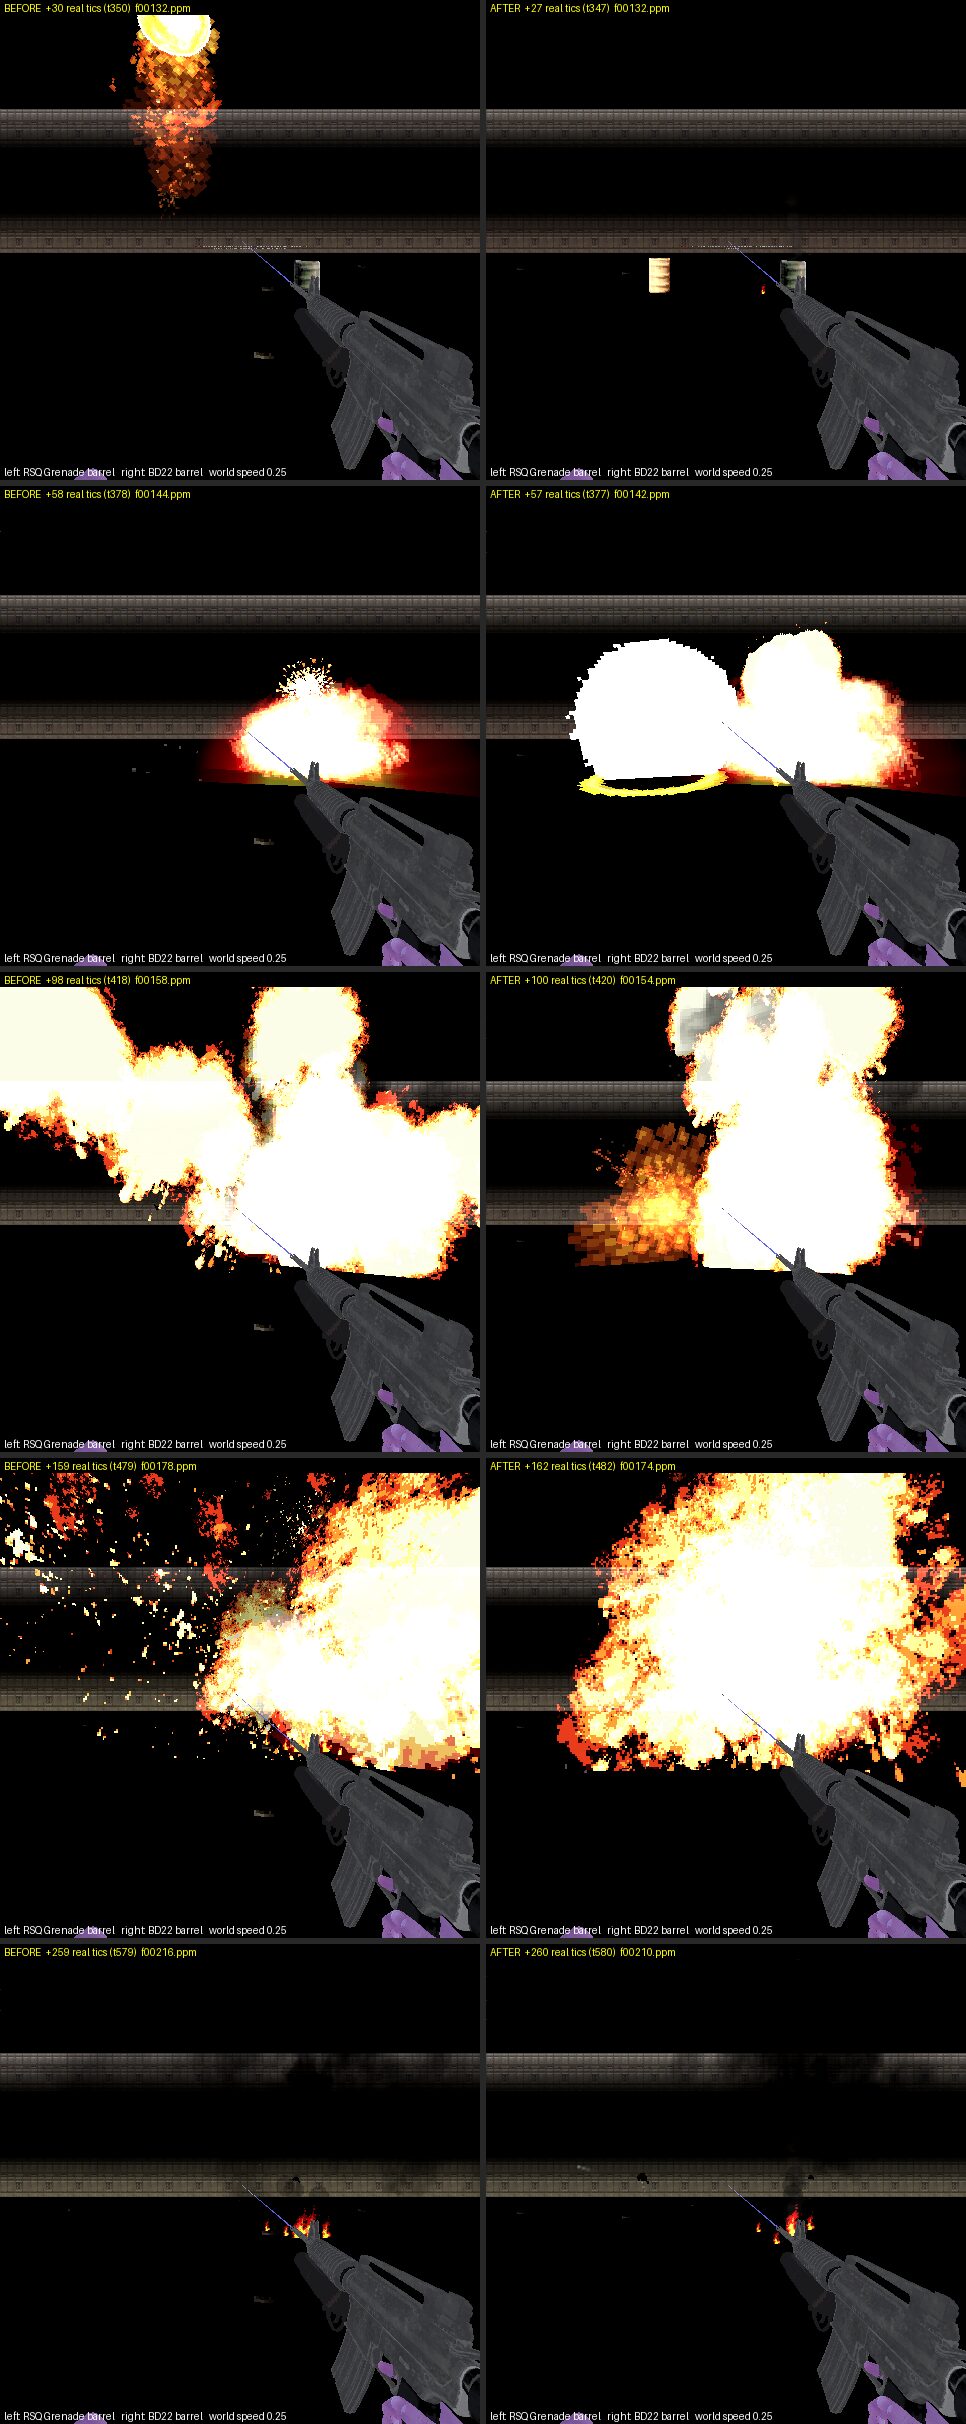 BEFORE +30 real tics (t350) f00132.ppm
AFTER +27 real tics (t347) f00132.ppm
left: RSQGrenade barrel right: BD22 barrel world speed 0.25
left: RSQGrenade barrel right: BD22 barrel world speed 0.25
BEFORE +58 real tics (t378) f00144.ppm
AFTER +57 real tics (t377) f00142.ppm
left: RSQGrenade barrel right: BD22 barrel world speed 0.25
left: RSQGrenade barrel right: BD22 barrel world speed 0.25
BEFORE +98 real tics (t418) f00158.ppm
AFTER +100 real tics (t420) f00154.ppm
left: RSQGrenade barrel right: BD22 barrel world speed 0.25
left: RSQGrenade barrel right: BD22 barrel world speed 0.25
BEFORE +159 real tics (t479) f00178.ppm
AFTER +162 real tics (t482) f00174.ppm
left: RSQGrenade barrel right: BD22 barrel world speed 0.25
left: RSQGrenade barrel right: BD22 barrel world speed 0.25
BEFORE +259 real tics (t579) f00216.ppm
AFTER +260 real tics (t580) f00210.ppm
left: RSQGrenade barrel right: BD22 barrel world speed 0.25
left: RSQGrenade barrel right: BD22 barrel world speed 0.25